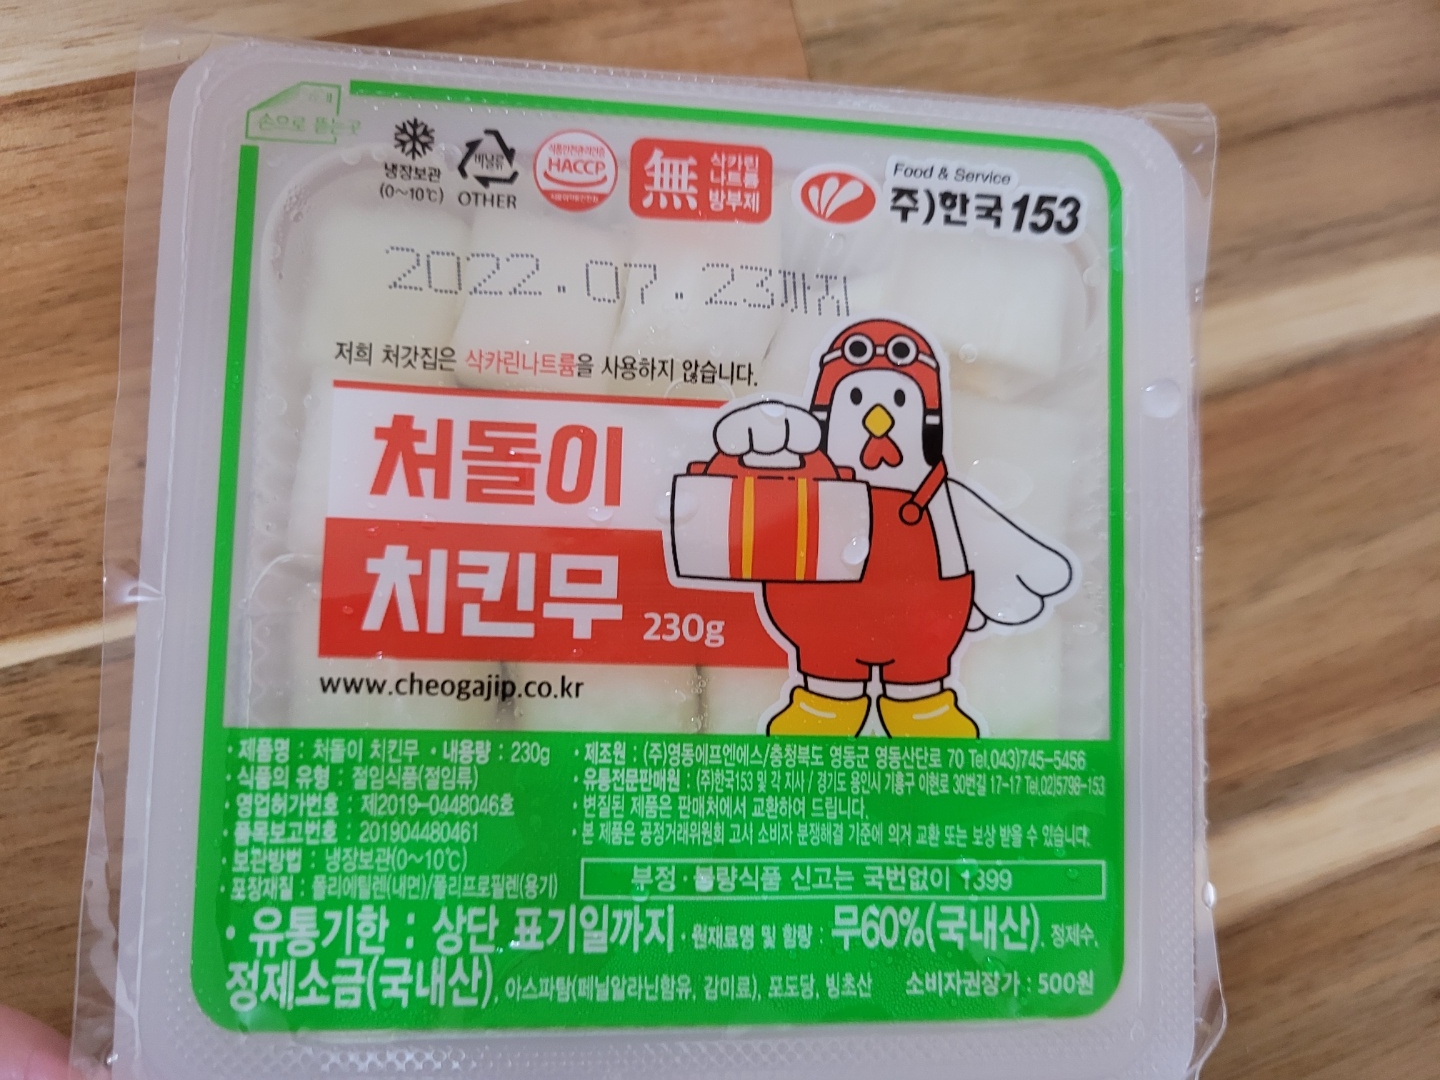 손으로 뜯는곳
냉장보관
(0~10℃)
비닐류
OTHER
HACCP
無 삭카린
나트륨
방부제
Food & Service
주)한국153
2022.07.23까지
저희 처갓집은 삭카린나트륨을 사용하지 않습니다.
처돌이
치킨무 230g
www.cheogajip.co.kr
· 제품명 : 처돌이 치킨무 · 내용량 : 230g
· 식품의 유형 : 절임식품(절임류)
· 영업허가번호 : 제2019-0448046호
· 품목보고번호 : 201904480461
· 보관방법 : 냉장보관(0~10℃)
· 포장재질 : 폴리에틸렌(내면)/폴리프로필렌(용기)
· 제조원 : (주)영동에프엔에스/충청북도 영동군 영동산단로 70 Tel.043)745-5456
· 유통전문판매원 : (주)한국153 및 각 지사 / 경기도 용인시 기흥구 이현로 30번길 17-17 Tel.02)5798-153
· 변질된 제품은 판매처에서 교환하여 드립니다.
· 본 제품은 공정거래위원회 고시 소비자 분쟁해결 기준에 의거 교환 또는 보상 받을 수 있습니다.
부정 · 불량식품 신고는 국번없이 1399
· 유통기한 : 상단 표기일까지 · 원재료명 및 함량 : 무60%(국내산), 정제수,
정제소금(국내산), 아스파탐(페닐알라닌함유, 감미료), 포도당, 빙초산 소비자권장가 : 500원